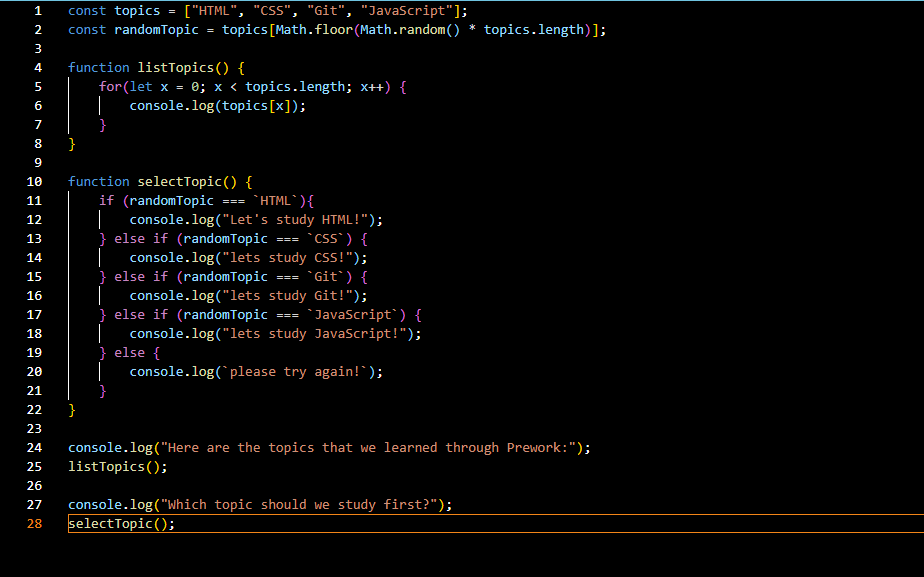 1 const topics = ["HTML", "CSS", "Git", "JavaScript"];
2 const randomTopic = topics[Math.floor(Math.random() * topics.length)];
3
4 function listTopics() {
5     for(let x = 0; x < topics.length; x++) {
6         console.log(topics[x]);
7     }
8 }
9
10 function selectTopic() {
11     if (randomTopic === `HTML`){
12         console.log("Let's study HTML!");
13     } else if (randomTopic === `CSS`) {
14         console.log("lets study CSS!");
15     } else if (randomTopic === `Git`) {
16         console.log("lets study Git!");
17     } else if (randomTopic === `JavaScript`) {
18         console.log("lets study JavaScript!");
19     } else {
20         console.log(`please try again!`);
21     }
22 }
23
24 console.log("Here are the topics that we learned through Prework:");
25 listTopics();
26
27 console.log("Which topic should we study first?");
28 selectTopic();